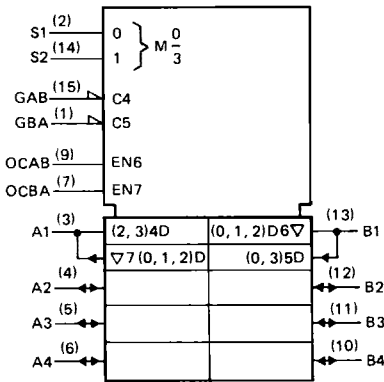 S1 (2) 0 } M 0/3
S2 (14) 1
GAB (15) C4
GBA (1) C5
OCAB (9) EN6
OCBA (7) EN7
A1 (3) (2, 3)4D (0, 1, 2)D6▽ (13) B1
▽7(0, 1, 2)D (0, 3)5D
A2 (4) (12) B2
A3 (5) (11) B3
A4 (6) (10) B4